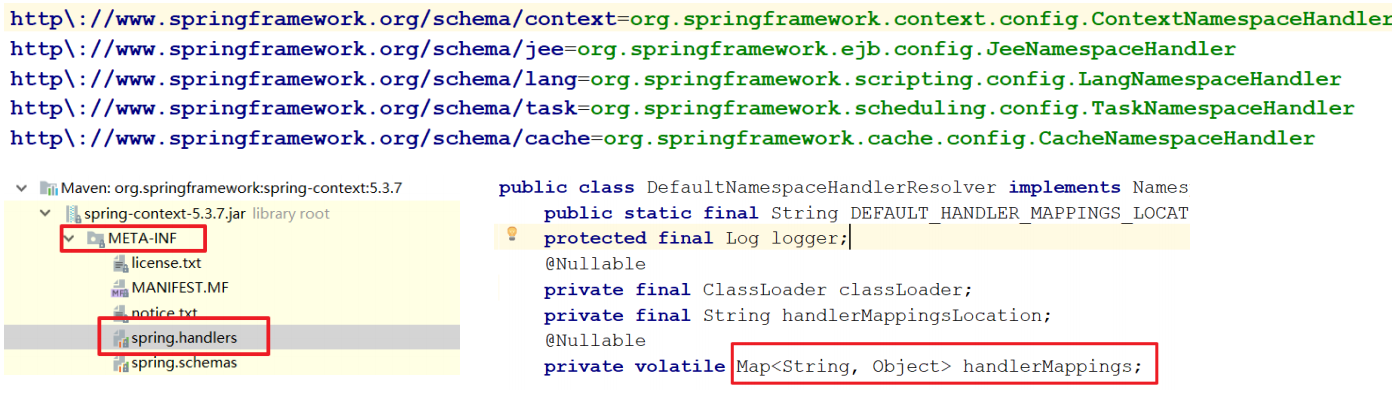 http\://www.springframework.org/schema/context=org.springframework.context.config.ContextNamespaceHandler
http\://www.springframework.org/schema/jee=org.springframework.ejb.config.JeeNamespaceHandler
http\://www.springframework.org/schema/lang=org.springframework.scripting.config.LangNamespaceHandler
http\://www.springframework.org/schema/task=org.springframework.scheduling.config.TaskNamespaceHandler
http\://www.springframework.org/schema/cache=org.springframework.cache.config.CacheNamespaceHandler
Maven: org.springframework:spring-context:5.3.7
spring-context-5.3.7.jar library root
META-INF
license.txt
MANIFEST.MF
notice.txt
spring.handlers
spring.schemas
public class DefaultNamespaceHandlerResolver implements Names
public static final String DEFAULT_HANDLER_MAPPINGS_LOCAT
protected final Log logger;
@Nullable
private final ClassLoader classLoader;
private final String handlerMappingsLocation;
@Nullable
private volatile Map<String, Object> handlerMappings;